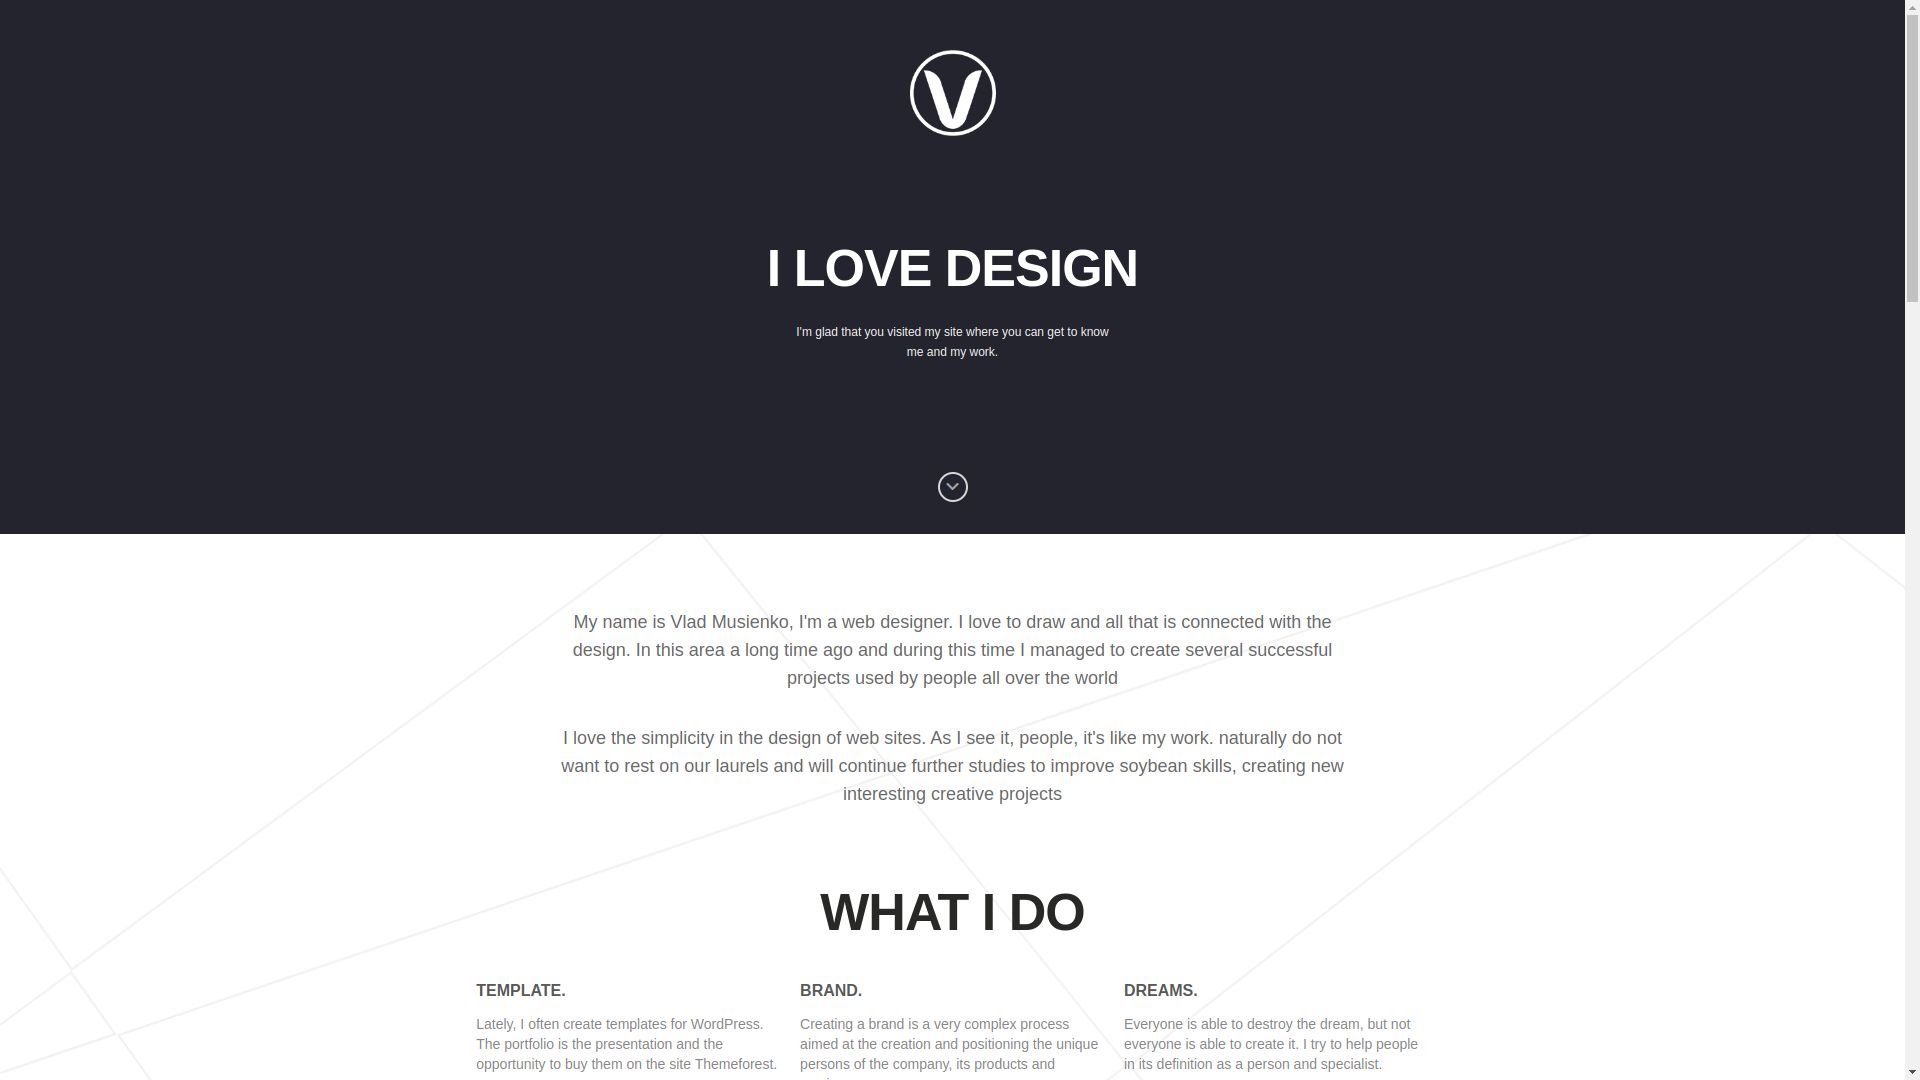 V
I LOVE DESIGN
I'm glad that you visited my site where you can get to know
me and my work.
My name is Vlad Musienko, I'm a web designer. I love to draw and all that is connected with the
design. In this area a long time ago and during this time I managed to create several successful
projects used by people all over the world
I love the simplicity in the design of web sites. As I see it, people, it's like my work. naturally do not
want to rest on our laurels and will continue further studies to improve soybean skills, creating new
interesting creative projects
WHAT I DO
TEMPLATE.
Lately, I often create templates for WordPress.
The portfolio is the presentation and the
opportunity to buy them on the site Themeforest.
BRAND.
Creating a brand is a very complex process
aimed at the creation and positioning the unique
persons of the company, its products and
DREAMS.
Everyone is able to destroy the dream, but not
everyone is able to create it. I try to help people
in its definition as a person and specialist.